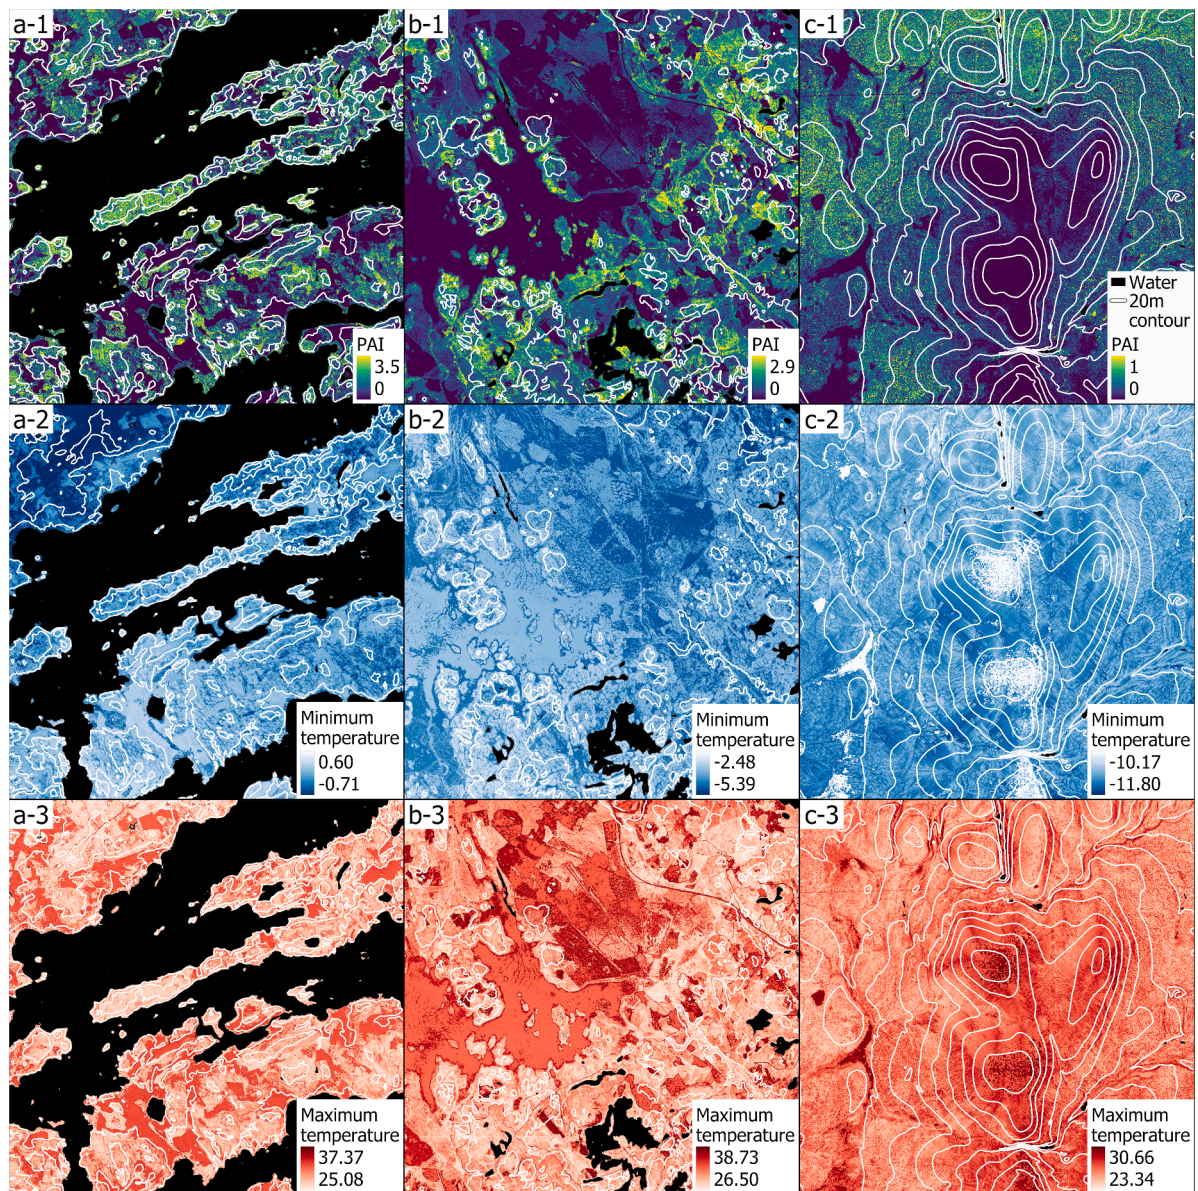 a-1
PAI
3.5
0
b-1
PAI
2.9
0
c-1
Water
20m
contour
PAI
1
0
a-2
Minimum
temperature
0.60
-0.71
b-2
Minimum
temperature
-2.48
-5.39
c-2
Minimum
temperature
-10.17
-11.80
a-3
Maximum
temperature
37.37
25.08
b-3
Maximum
temperature
38.73
26.50
c-3
Maximum
temperature
30.66
23.34